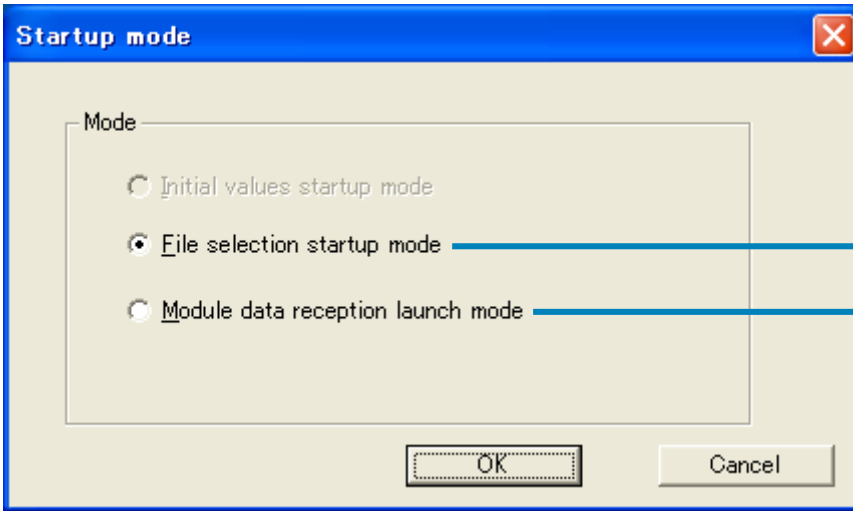 Startup mode
Mode
Initial values startup mode
File selection startup mode
Module data reception launch mode
OK
Cancel